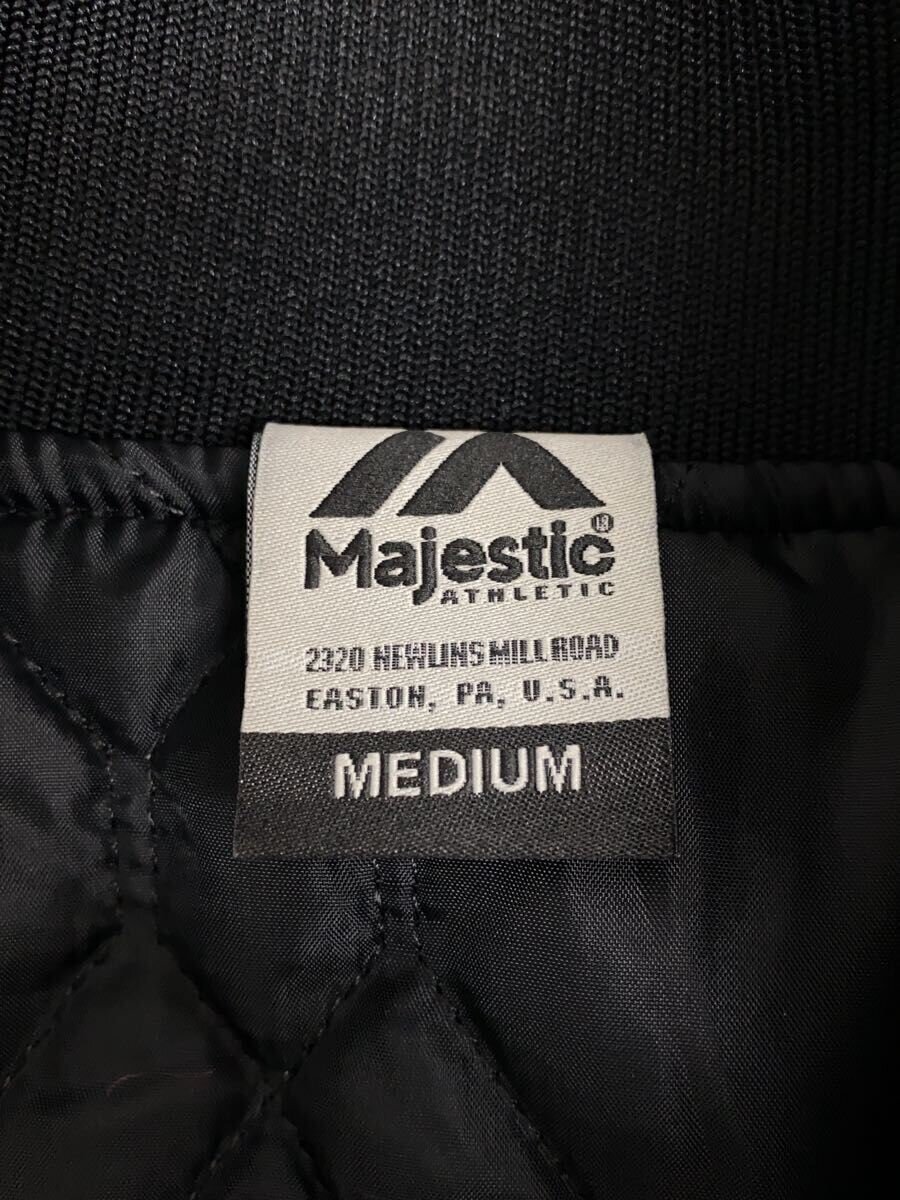 Majestic®
ATHLETIC
2320 NEWLINS MILL ROAD
EASTON, PA, U.S.A.
MEDIUM